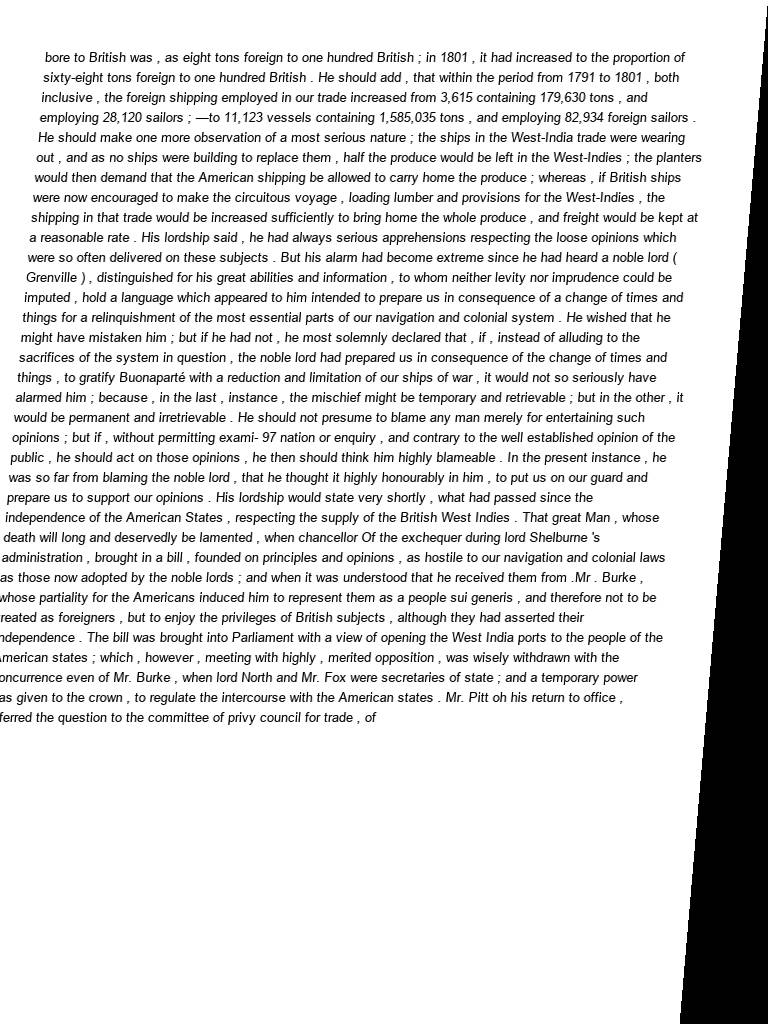 bore to British was , as eight tons foreign to one hundred British ; in 1801 , it had increased to the proportion of
sixty-eight tons foreign to one hundred British . He should add , that within the period from 1791 to 1801 , both
inclusive , the foreign shipping employed in our trade increased from 3,615 containing 179,630 tons , and
employing 28,120 sailors ; —to 11,123 vessels containing 1,585,035 tons , and employing 82,934 foreign sailors .
He should make one more observation of a most serious nature ; the ships in the West-India trade were wearing
out , and as no ships were building to replace them , half the produce would be left in the West-Indies ; the planters
would then demand that the American shipping be allowed to carry home the produce ; whereas , if British ships
were now encouraged to make the circuitous voyage , loading lumber and provisions for the West-Indies , the
shipping in that trade would be increased sufficiently to bring home the whole produce , and freight would be kept at
a reasonable rate . His lordship said , he had always serious apprehensions respecting the loose opinions which
were so often delivered on these subjects . But his alarm had become extreme since he had heard a noble lord (
Grenville ) , distinguished for his great abilities and information , to whom neither levity nor imprudence could be
imputed , hold a language which appeared to him intended to prepare us in consequence of a change of times and
things for a relinquishment of the most essential parts of our navigation and colonial system . He wished that he
might have mistaken him ; but if he had not , he most solemnly declared that , if , instead of alluding to the
sacrifices of the system in question , the noble lord had prepared us in consequence of the change of times and
things , to gratify Buonaparté with a reduction and limitation of our ships of war , it would not so seriously have
alarmed him ; because , in the last , instance , the mischief might be temporary and retrievable ; but in the other , it
would be permanent and irretrievable . He should not presume to blame any man merely for entertaining such
opinions ; but if , without permitting exami- 97 nation or enquiry , and contrary to the well established opinion of the
public , he should act on those opinions , he then should think him highly blameable . In the present instance , he
was so far from blaming the noble lord , that he thought it highly honourably in him , to put us on our guard and
prepare us to support our opinions . His lordship would state very shortly , what had passed since the
independence of the American States , respecting the supply of the British West Indies . That great Man , whose
death will long and deservedly be lamented , when chancellor Of the exchequer during lord Shelburne 's
administration , brought in a bill , founded on principles and opinions , as hostile to our navigation and colonial laws
as those now adopted by the noble lords ; and when it was understood that he received them from .Mr . Burke ,
whose partiality for the Americans induced him to represent them as a people sui generis , and therefore not to be
reated as foreigners , but to enjoy the privileges of British subjects , although they had asserted their
ndependence . The bill was brought into Parliament with a view of opening the West India ports to the people of the
American states ; which , however , meeting with highly , merited opposition , was wisely withdrawn with the
oncurrence even of Mr. Burke , when lord North and Mr. Fox were secretaries of state ; and a temporary power
as given to the crown , to regulate the intercourse with the American states . Mr. Pitt oh his return to office ,
ferred the question to the committee of privy council for trade , of